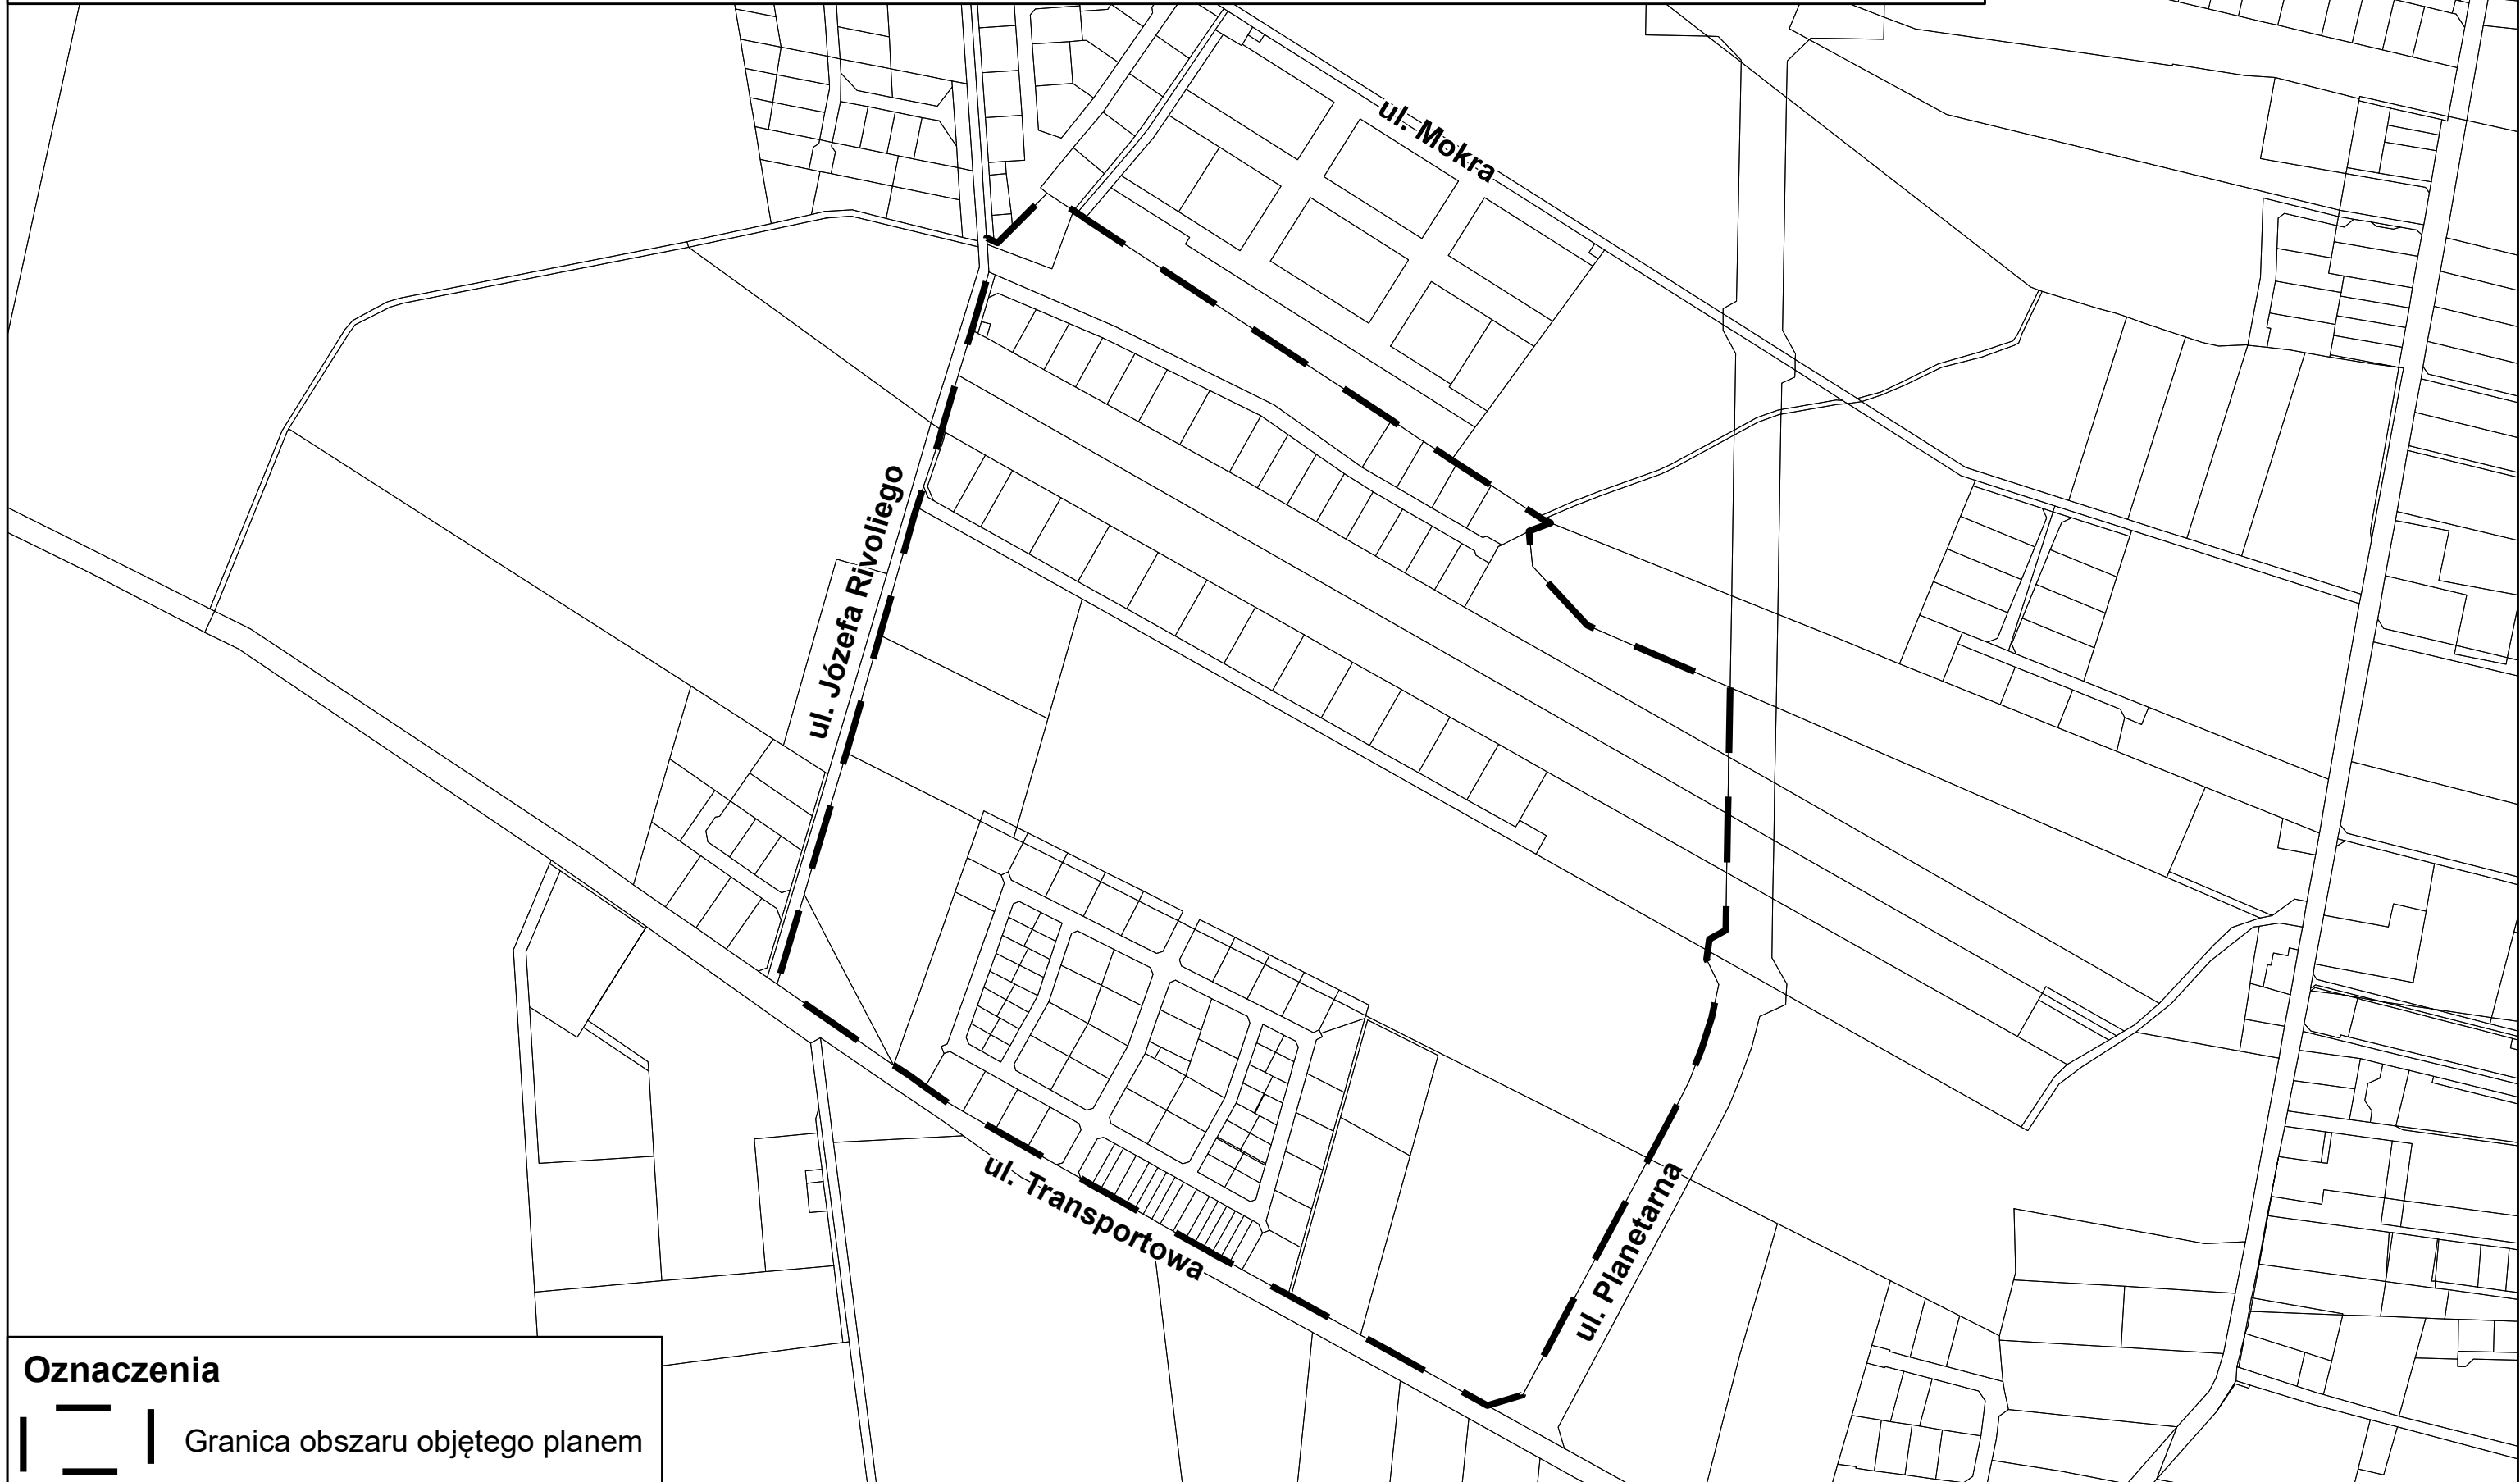 ul. Mokra
ul. Józefa Rivoliego
ul. Transportowa
ul. Planetarna
Oznaczenia
Granica obszaru objętego planem